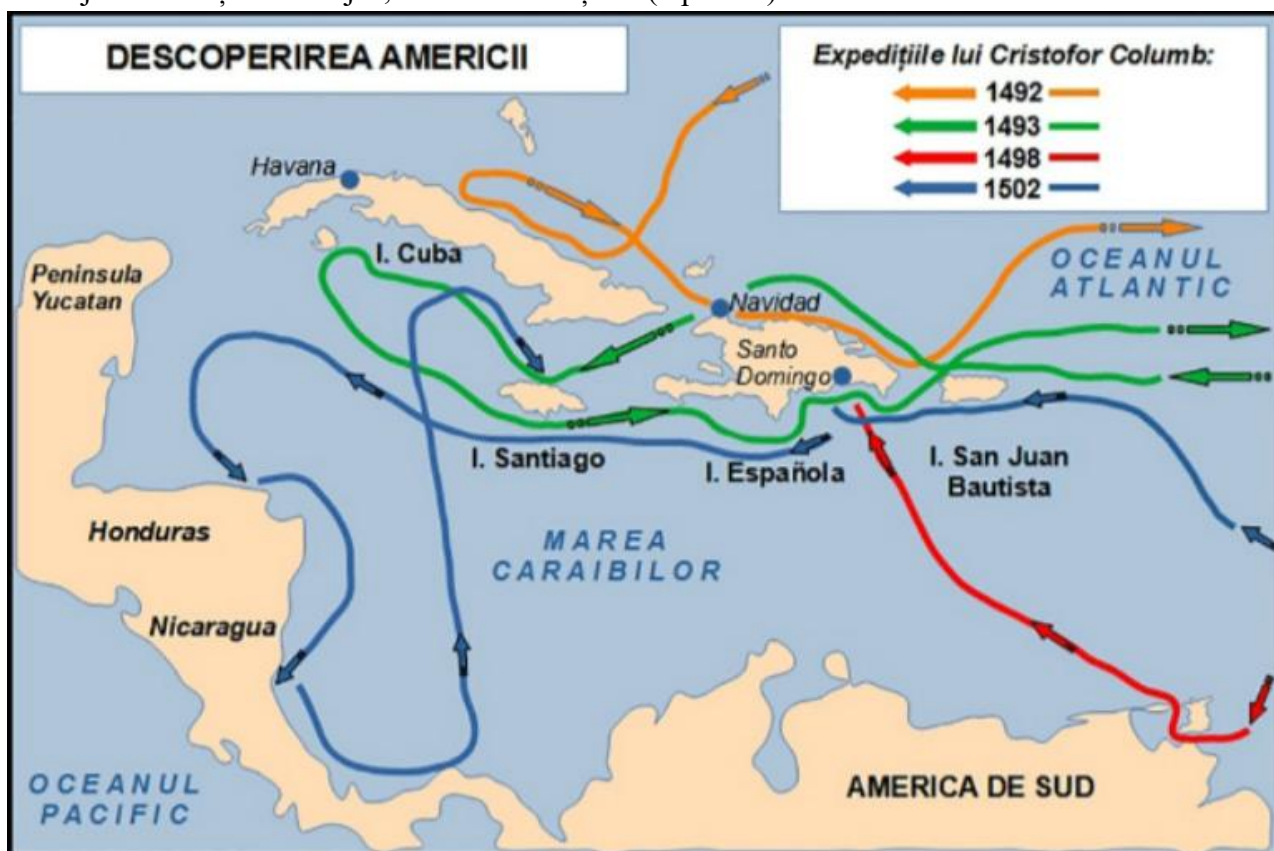 DESCOPERIREA AMERICII
Expedițiile lui Cristofor Columb:
1492
1493
1498
1502
Havana
I. Cuba
Peninsula
Yucatan
OCEANUL
ATLANTIC
Navidad
Santo
Domingo
I. Santiago
I. Española
I. San Juan
Bautista
Honduras
MAREA
CARAIBILOR
Nicaragua
OCEANUL
PACIFIC
AMERICA DE SUD